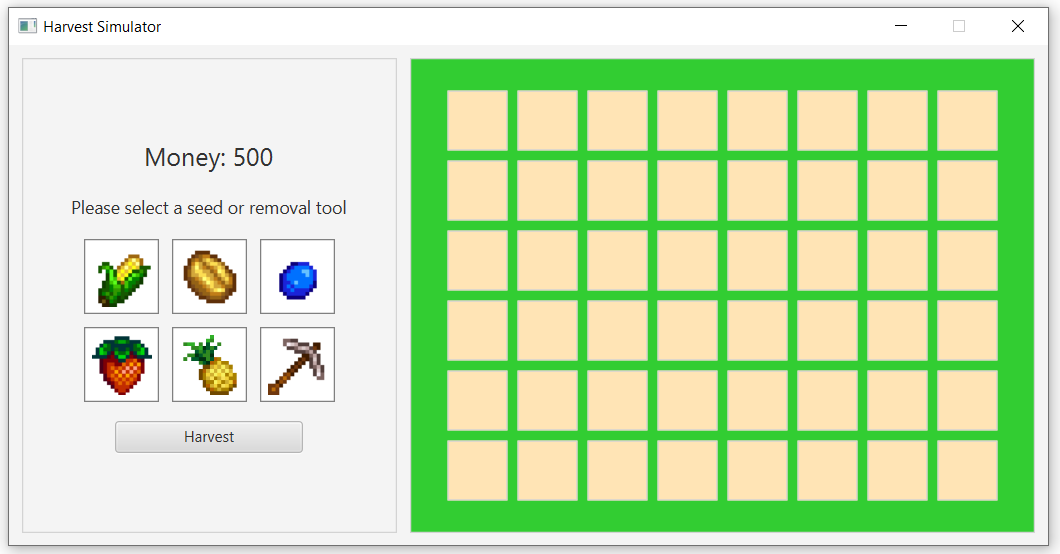 Harvest Simulator
Money: 500
Please select a seed or removal tool
Harvest